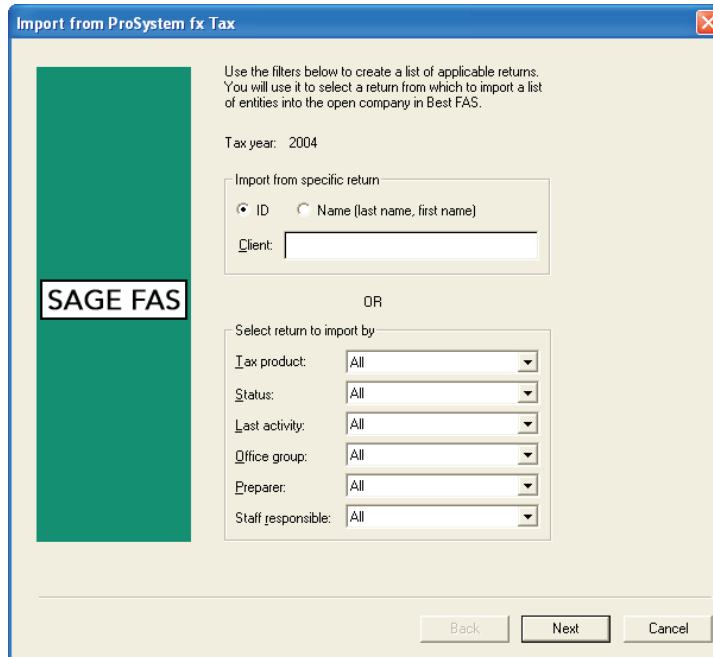 Import from ProSystem fx Tax
Use the filters below to create a list of applicable returns.
You will use it to select a return from which to import a list
of entities into the open company in Best FAS.
Tax year: 2004
Import from specific return
ID Name (last name, first name)
Client:
SAGE FAS
OR
Select return to import by
Tax product: All
Status: All
Last activity: All
Office group: All
Preparer: All
Staff responsible: All
Back Next Cancel